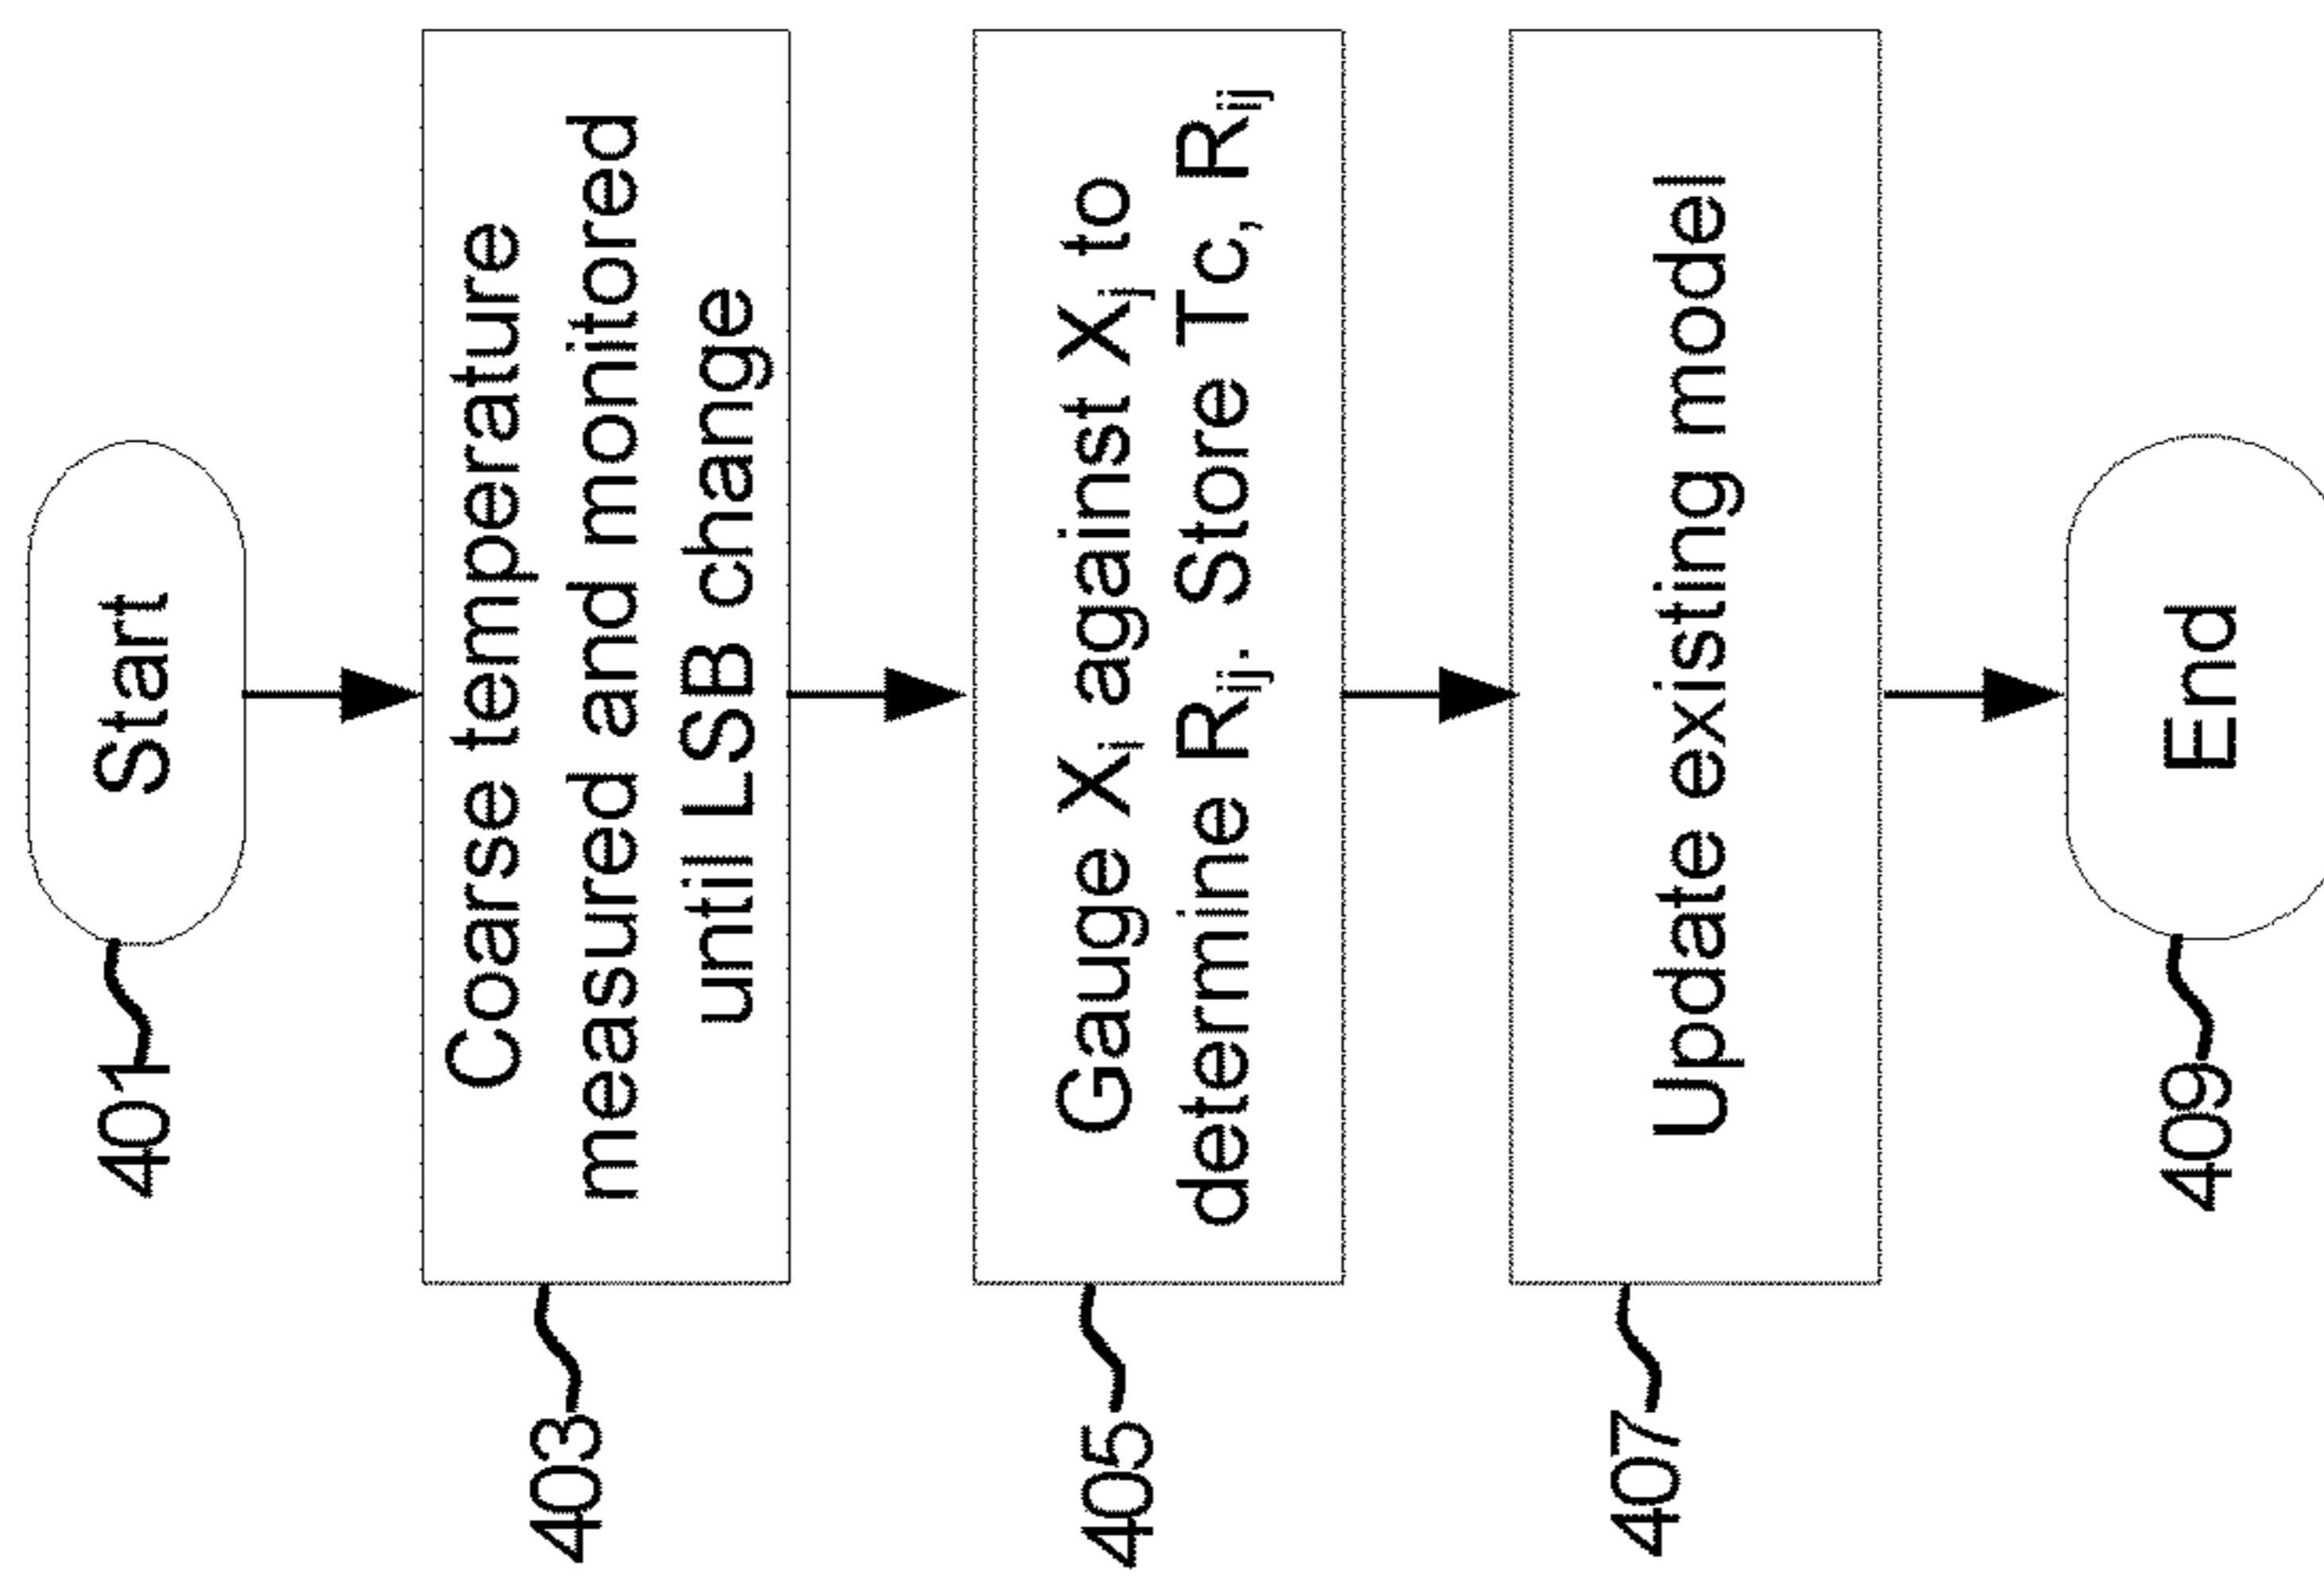 401
Start
403
Coarse temperature
measured and monitored
until LSB change
405
Gauge Xi against Xj to
determine Rij. Store Tc, Rij
407
Update existing model
409
End